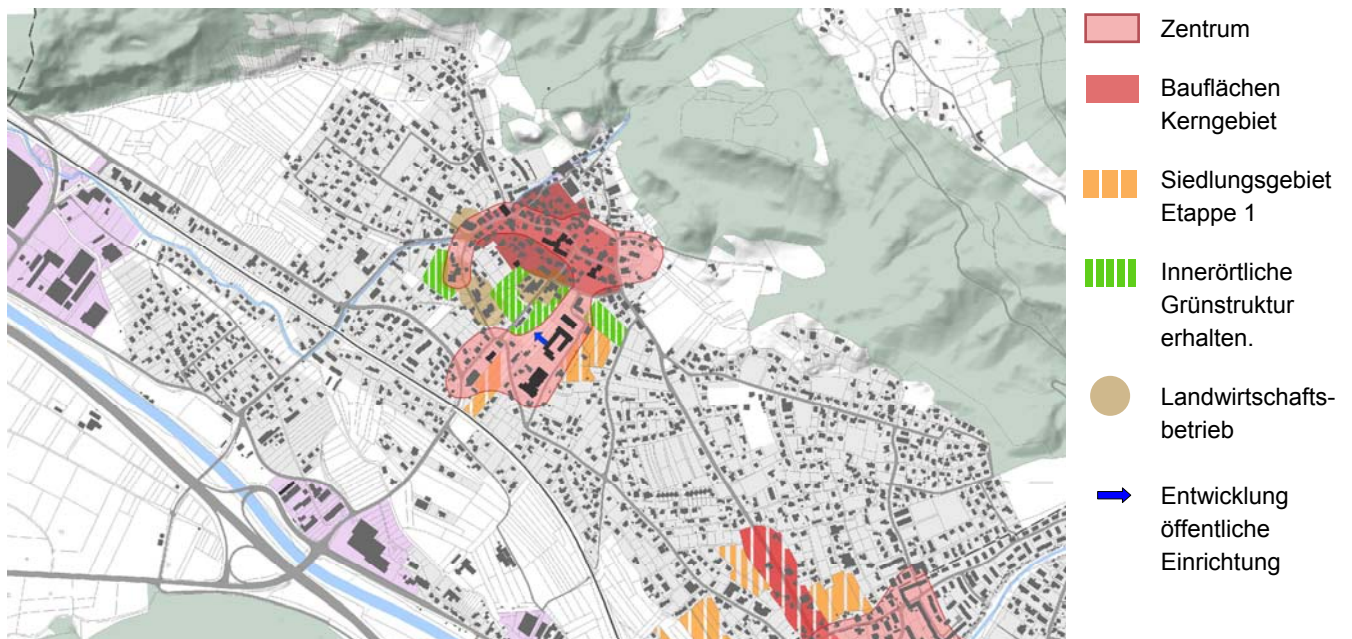 Zentrum
Bauflächen
Kerngebiet
Siedlungsgebiet
Etappe 1
Innerörtliche
Grünstruktur
erhalten.
Landwirtschafts-
betrieb
Entwicklung
öffentliche
Einrichtung